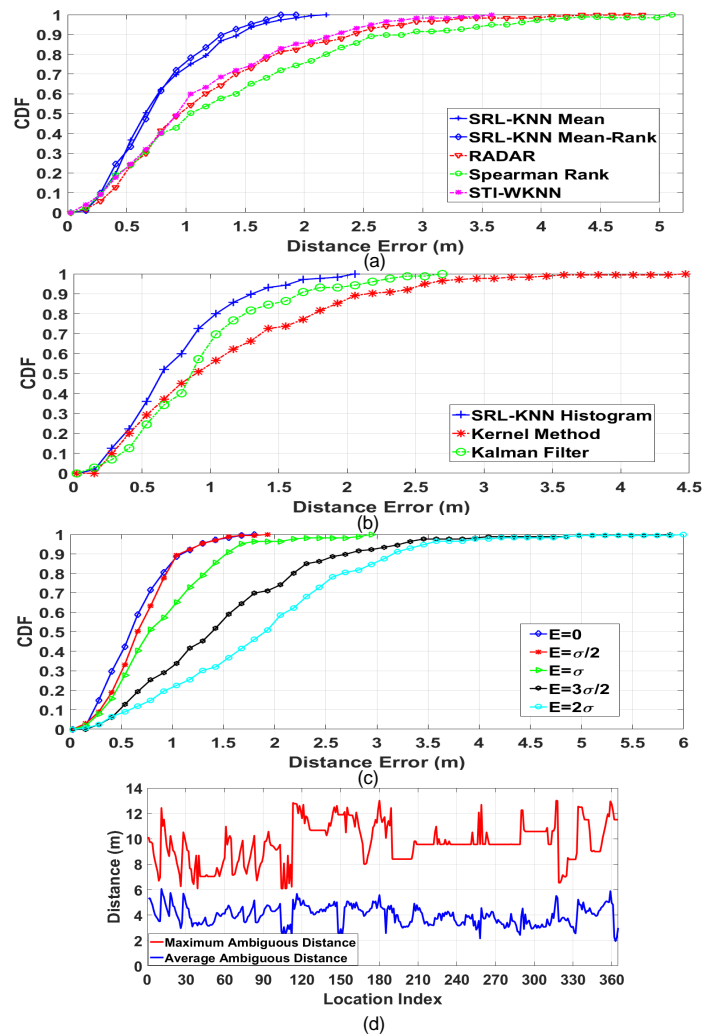 1
0.9
0.8
0.7
0.6
0.5
0.4
0.3
0.2
0.1
0
CDF
SRL-KNN Mean
SRL-KNN Mean-Rank
RADAR
Spearman Rank
STI-WKNN
0 0.5 1 1.5 2 2.5 3 3.5 4 4.5 5
Distance Error (m)
(a)
1
0.9
0.8
0.7
0.6
0.5
0.4
0.3
0.2
0.1
0
CDF
SRL-KNN Histogram
Kernel Method
Kalman Filter
0 0.5 1 1.5 2 2.5 3 3.5 4 4.5
Distance Error (m)
(b)
1
0.9
0.8
0.7
0.6
0.5
0.4
0.3
0.2
0.1
0
CDF
E=0
E=σ/2
E=σ
E=3σ/2
E=2σ
0 0.5 1 1.5 2 2.5 3 3.5 4 4.5 5 5.5 6
Distance Error (m)
(c)
14
12
10
8
6
4
2
0
Distance (m)
Maximum Ambiguous Distance
Average Ambiguous Distance
1 30 60 90 120 150 180 210 240 270 300 330 360
Location Index
(d)